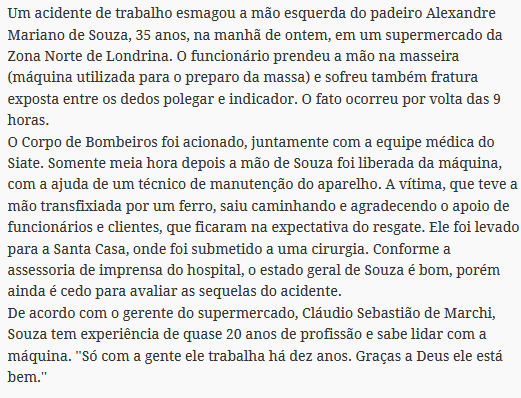 Um acidente de trabalho esmagou a mão esquerda do padeiro Alexandre
Mariano de Souza, 35 anos, na manhã de ontem, em um supermercado da
Zona Norte de Londrina. O funcionário prendeu a mão na masseira
(máquina utilizada para o preparo da massa) e sofreu também fratura
exposta entre os dedos polegar e indicador. O fato ocorreu por volta das 9
horas.
O Corpo de Bombeiros foi acionado, juntamente com a equipe médica do
Siate. Somente meia hora depois a mão de Souza foi liberada da máquina,
com a ajuda de um técnico de manutenção do aparelho. A vítima, que teve a
mão transfixiada por um ferro, saiu caminhando e agradecendo o apoio de
funcionários e clientes, que ficaram na expectativa do resgate. Ele foi levado
para a Santa Casa, onde foi submetido a uma cirurgia. Conforme a
assessoria de imprensa do hospital, o estado geral de Souza é bom, porém
ainda é cedo para avaliar as sequelas do acidente.
De acordo com o gerente do supermercado, Cláudio Sebastião de Marchi,
Souza tem experiência de quase 20 anos de profissão e sabe lidar com a
máquina. ''Só com a gente ele trabalha há dez anos. Graças a Deus ele está
bem.''